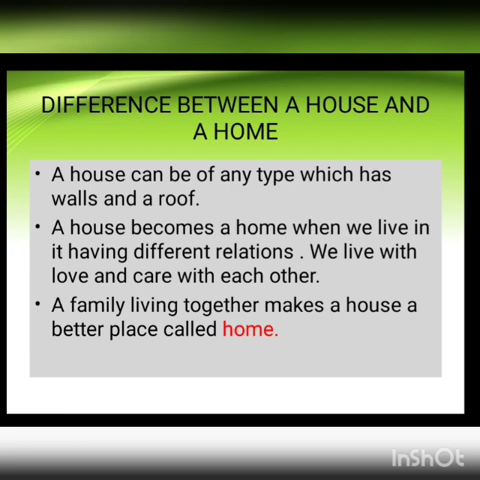 DIFFERENCE BETWEEN A HOUSE AND
A HOME
• A house can be of any type which has
walls and a roof.
• A house becomes a home when we live in
it having different relations . We live with
love and care with each other.
• A family living together makes a house a
better place called home.
InShOt